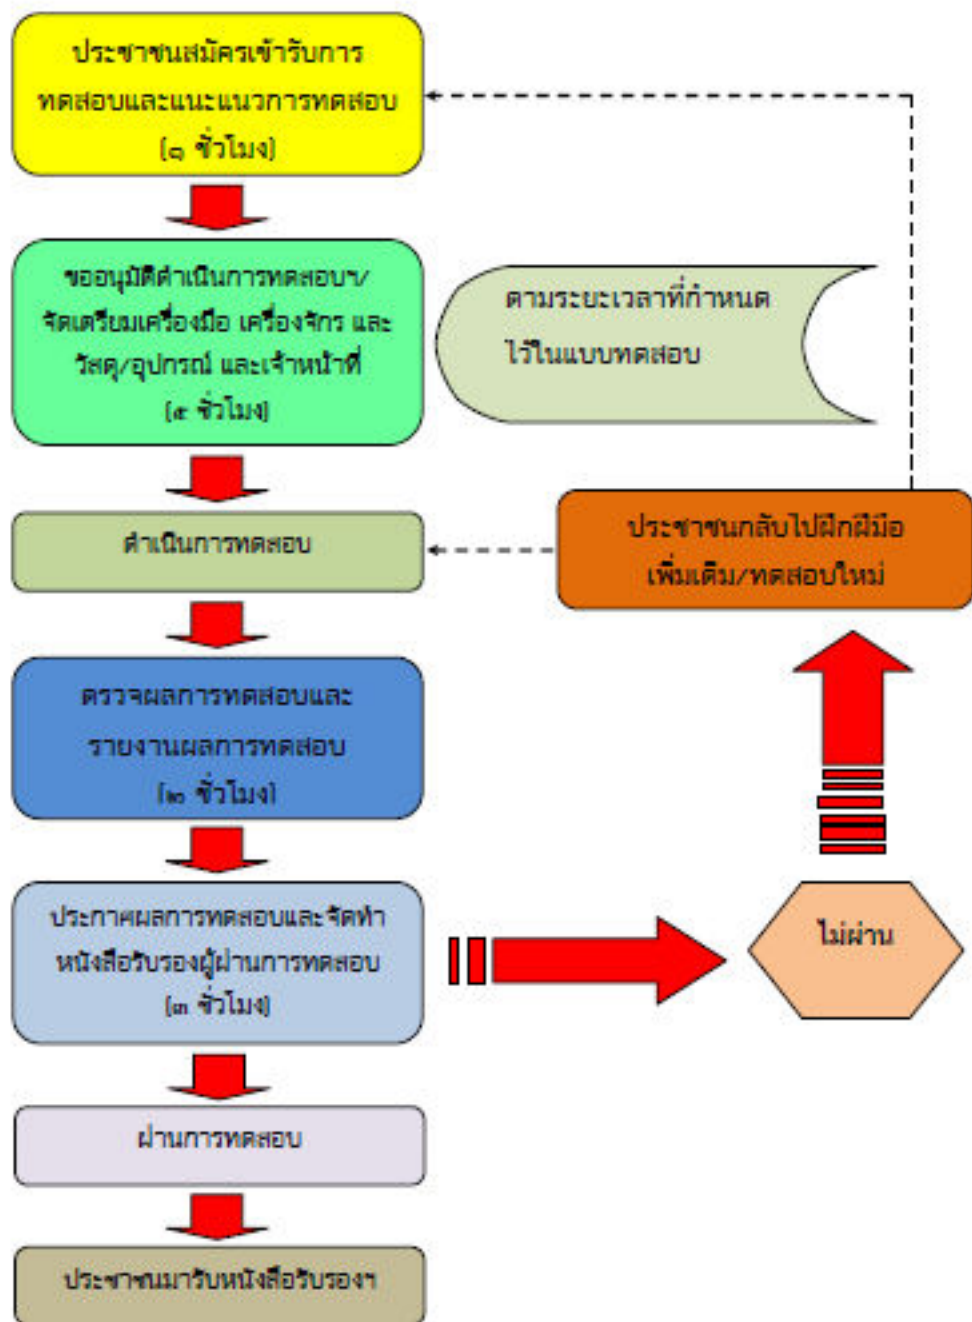 ประชาชนสมัครเข้ารับการ
ทดสอบและแนะแนวการทดสอบ
(๑ ชั่วโมง)
ขออนุมัติดำเนินการทดสอบฯ/
จัดเตรียมเครื่องมือ เครื่องจักร และ
วัสดุ/อุปกรณ์ และเจ้าหน้าที่
(๕ ชั่วโมง)
ตามระยะเวลาที่กำหนด
ไว้ในแบบทดสอบ
ดำเนินการทดสอบ
ประชาชนกลับไปฝึกฝีมือ
เพิ่มเติม/ทดสอบใหม่
ตรวจผลการทดสอบและ
รายงานผลการทดสอบ
(๒ ชั่วโมง)
ประกาศผลการทดสอบและจัดทำ
หนังสือรับรองผู้ผ่านการทดสอบ
(๓ ชั่วโมง)
ไม่ผ่าน
ผ่านการทดสอบ
ประชาชนมารับหนังสือรับรองฯ